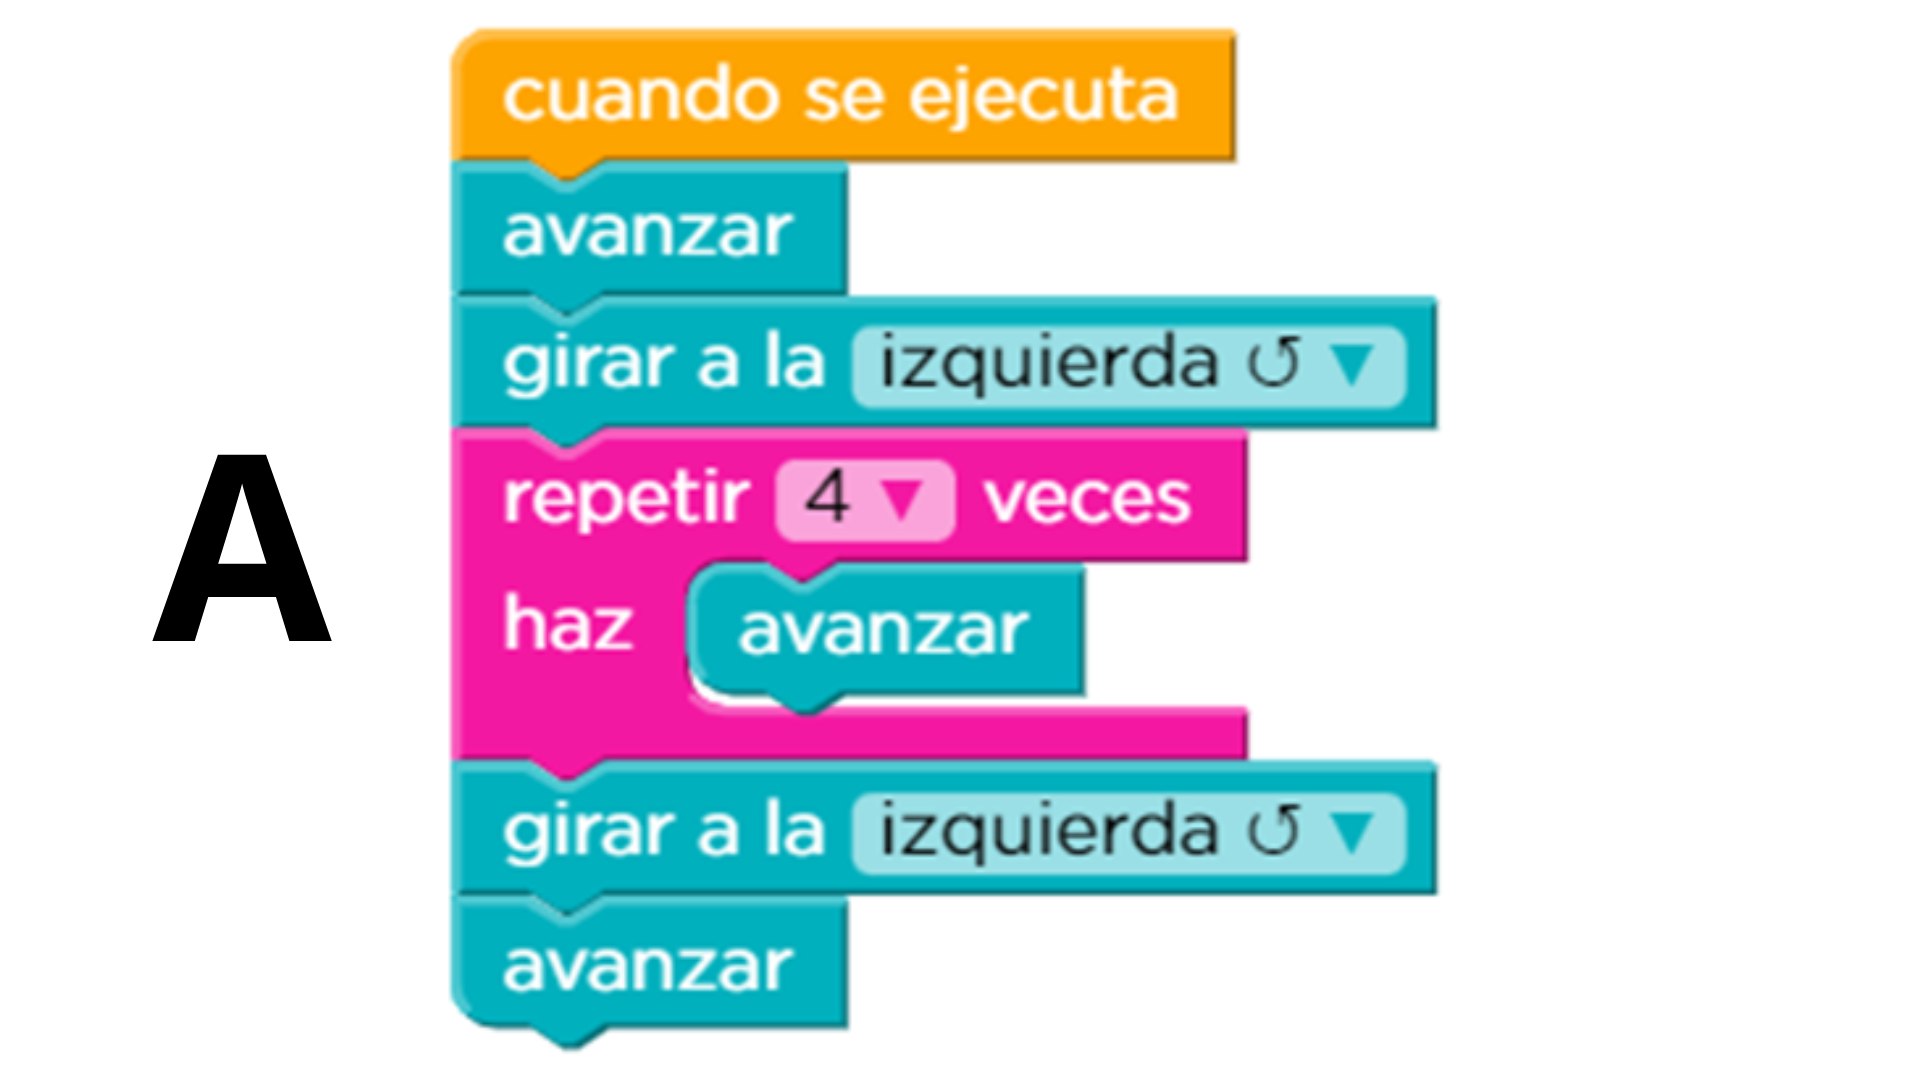 cuando se ejecuta
avanzar
girar a la izquierda ↺ ▼
repetir 4 ▼ veces
A
haz avanzar
girar a la izquierda ↺ ▼
avanzar